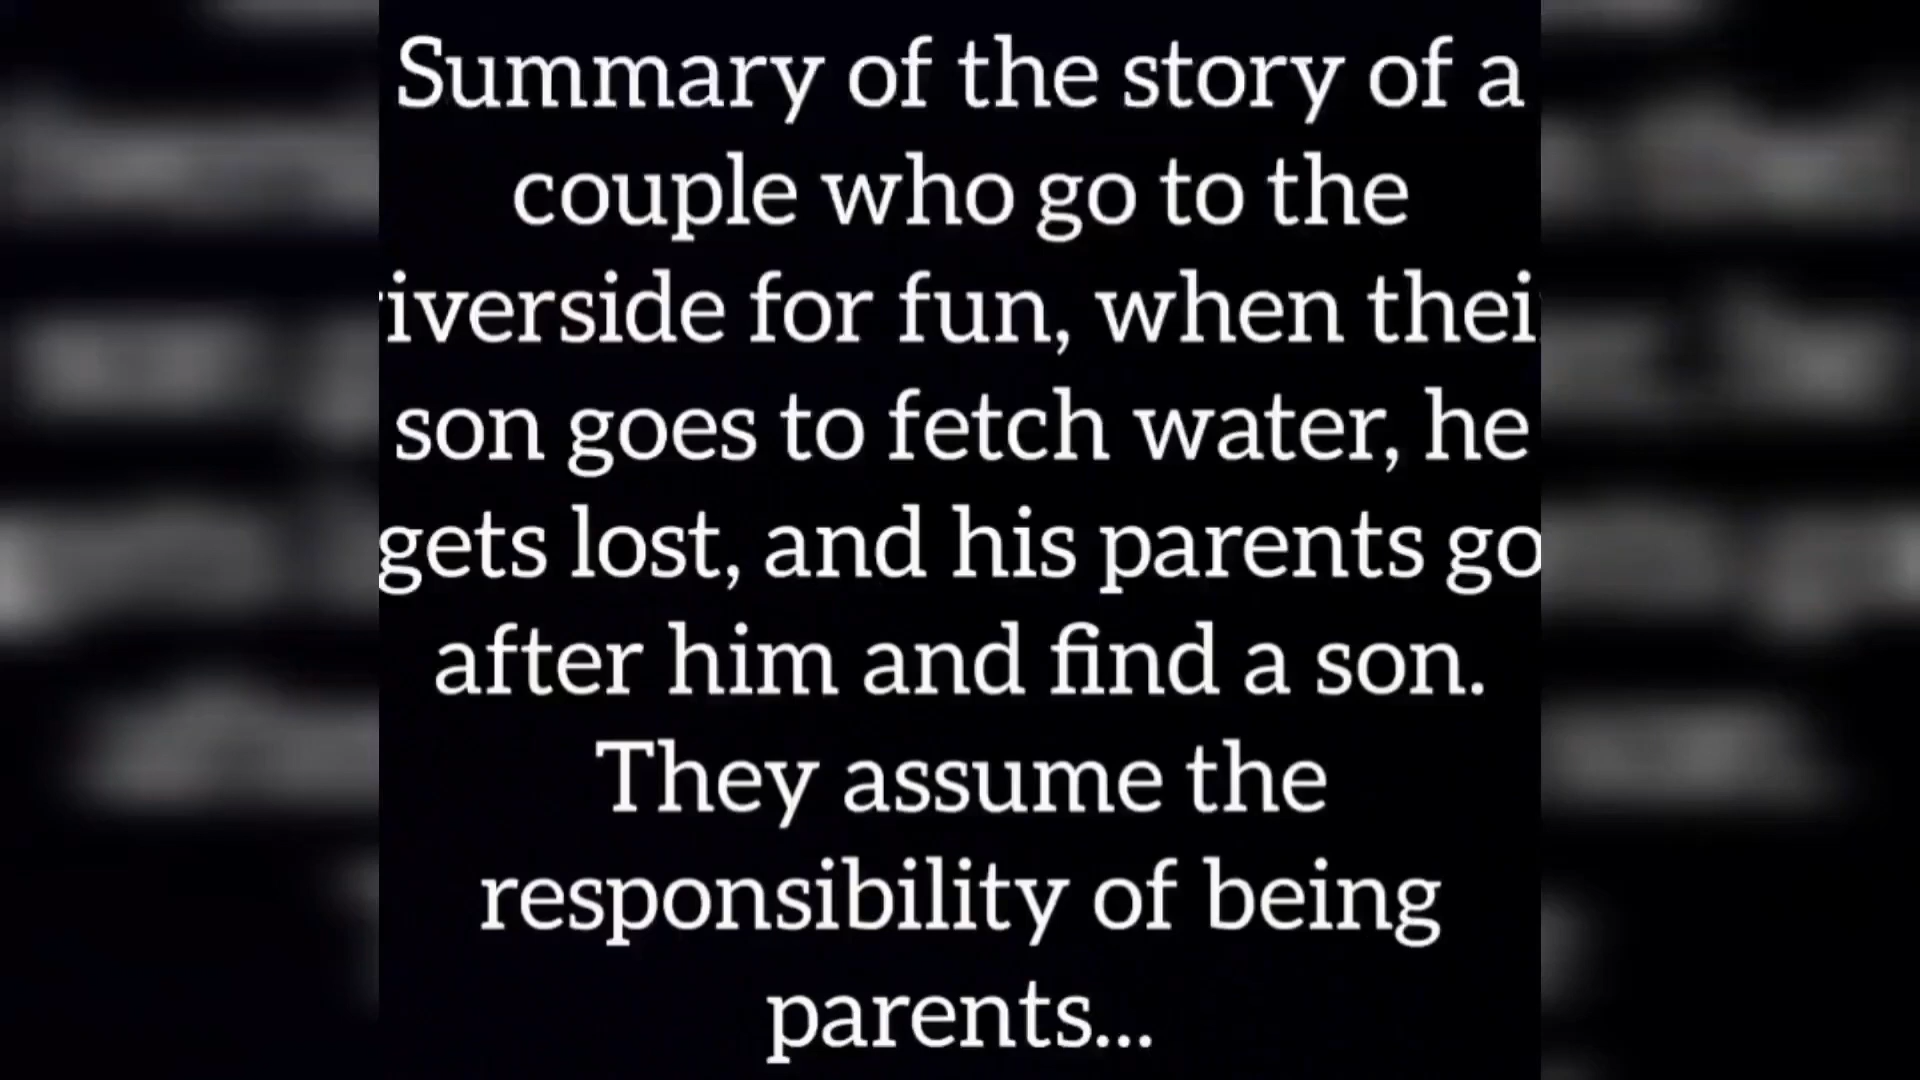 Summary of the story of a
couple who go to the
riverside for fun, when thei
son goes to fetch water, he
gets lost, and his parents go
after him and find a son.
They assume the
responsibility of being
parents...